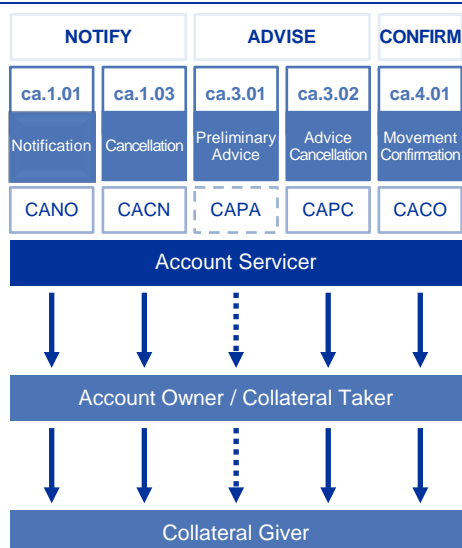 NOTIFY ADVISE CONFIRM
ca.1.01 ca.1.03 ca.3.01 ca.3.02 ca.4.01
Notification Cancellation Preliminary Advice Advice Cancellation Movement Confirmation
CANO CACN CAPA CAPC CACO
Account Servicer
Account Owner / Collateral Taker
Collateral Giver